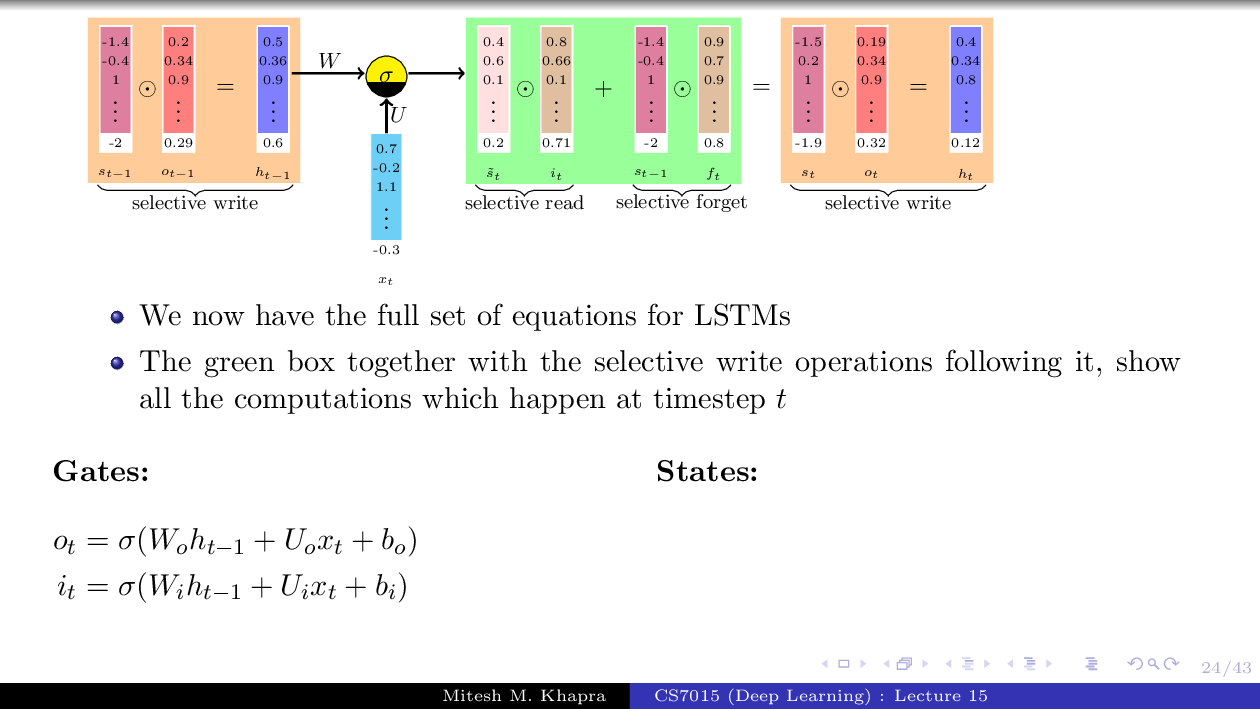 -1.4 0.2 0.5 0.4 0.8 -1.4 0.9 -1.5 0.19 0.4
-0.4 0.34 0.36 W 0.6 0.66 -0.4 0.7 0.2 0.34 0.34
1 ⊙ 0.9 = 0.9 σ 0.1 ⊙ 0.1 + 1 ⊙ 0.9 = 1 ⊙ 0.9 = 0.8
⋮ ⋮ ⋮ U ⋮ ⋮ ⋮ ⋮ ⋮ ⋮ ⋮
-2 0.29 0.6 0.2 0.71 -2 0.8 -1.9 0.32 0.12
s_{t−1} o_{t−1} h_{t−1} s̃_t i_t s_{t−1} f_t s_t o_t h_t
selective write selective read selective forget selective write
0.7
-0.2
1.1
⋮
-0.3
x_t
We now have the full set of equations for LSTMs
The green box together with the selective write operations following it, show
all the computations which happen at timestep t
Gates: States:
o_t = σ(W_o h_{t−1} + U_o x_t + b_o)
i_t = σ(W_i h_{t−1} + U_i x_t + b_i)
24/43
Mitesh M. Khapra CS7015 (Deep Learning) : Lecture 15